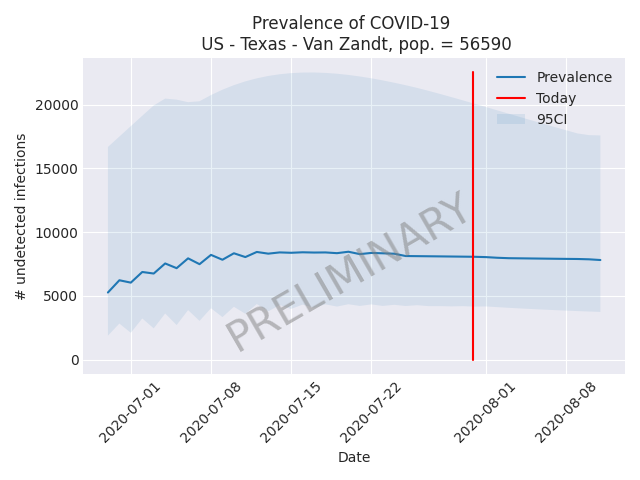 Prevalence of COVID-19
US - Texas - Van Zandt, pop. = 56590
Prevalence
Today
95CI
# undetected infections
20000
15000
10000
5000
0
PRELIMINARY
2020-07-01
2020-07-08
2020-07-15
2020-07-22
2020-08-01
2020-08-08
Date